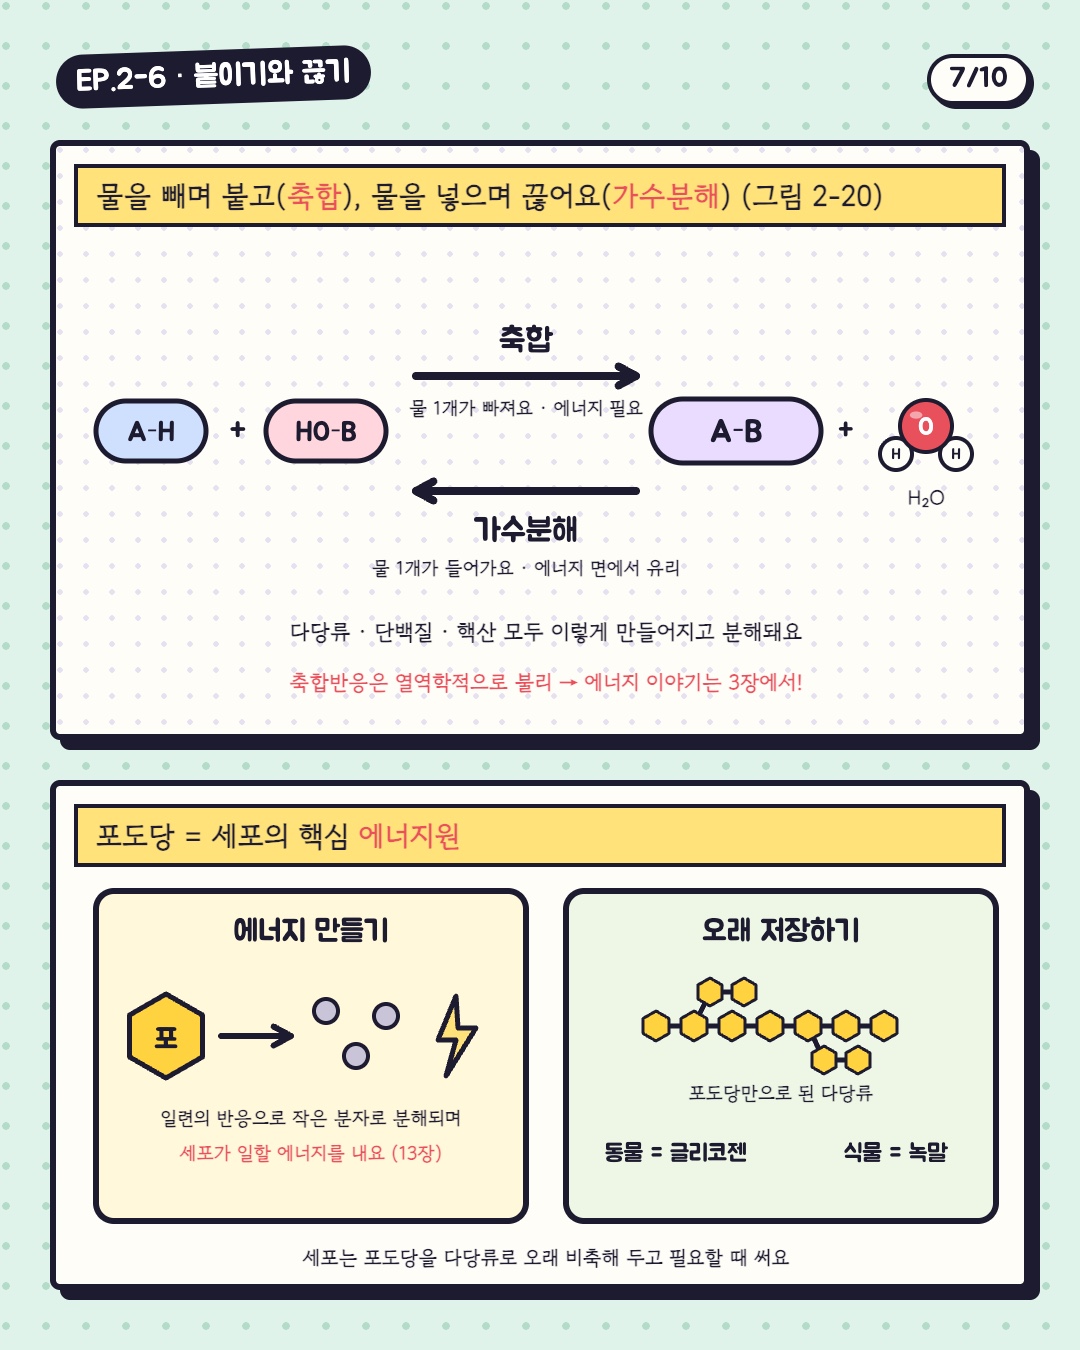 EP.2-6 · 붙이기와 끊기
7/10
물을 빼며 붙고(축합), 물을 넣으며 끊어요(가수분해) (그림 2-20)
축합
물 1개가 빠져요 · 에너지 필요
A-H + HO-B A-B + O H H
H₂O
가수분해
물 1개가 들어가요 · 에너지 면에서 유리
다당류 · 단백질 · 핵산 모두 이렇게 만들어지고 분해돼요
축합반응은 열역학적으로 불리 → 에너지 이야기는 3장에서!
포도당 = 세포의 핵심 에너지원
에너지 만들기
포
일련의 반응으로 작은 분자로 분해되며
세포가 일할 에너지를 내요 (13장)
오래 저장하기
포도당만으로 된 다당류
동물 = 글리코젠 식물 = 녹말
세포는 포도당을 다당류로 오래 비축해 두고 필요할 때 써요